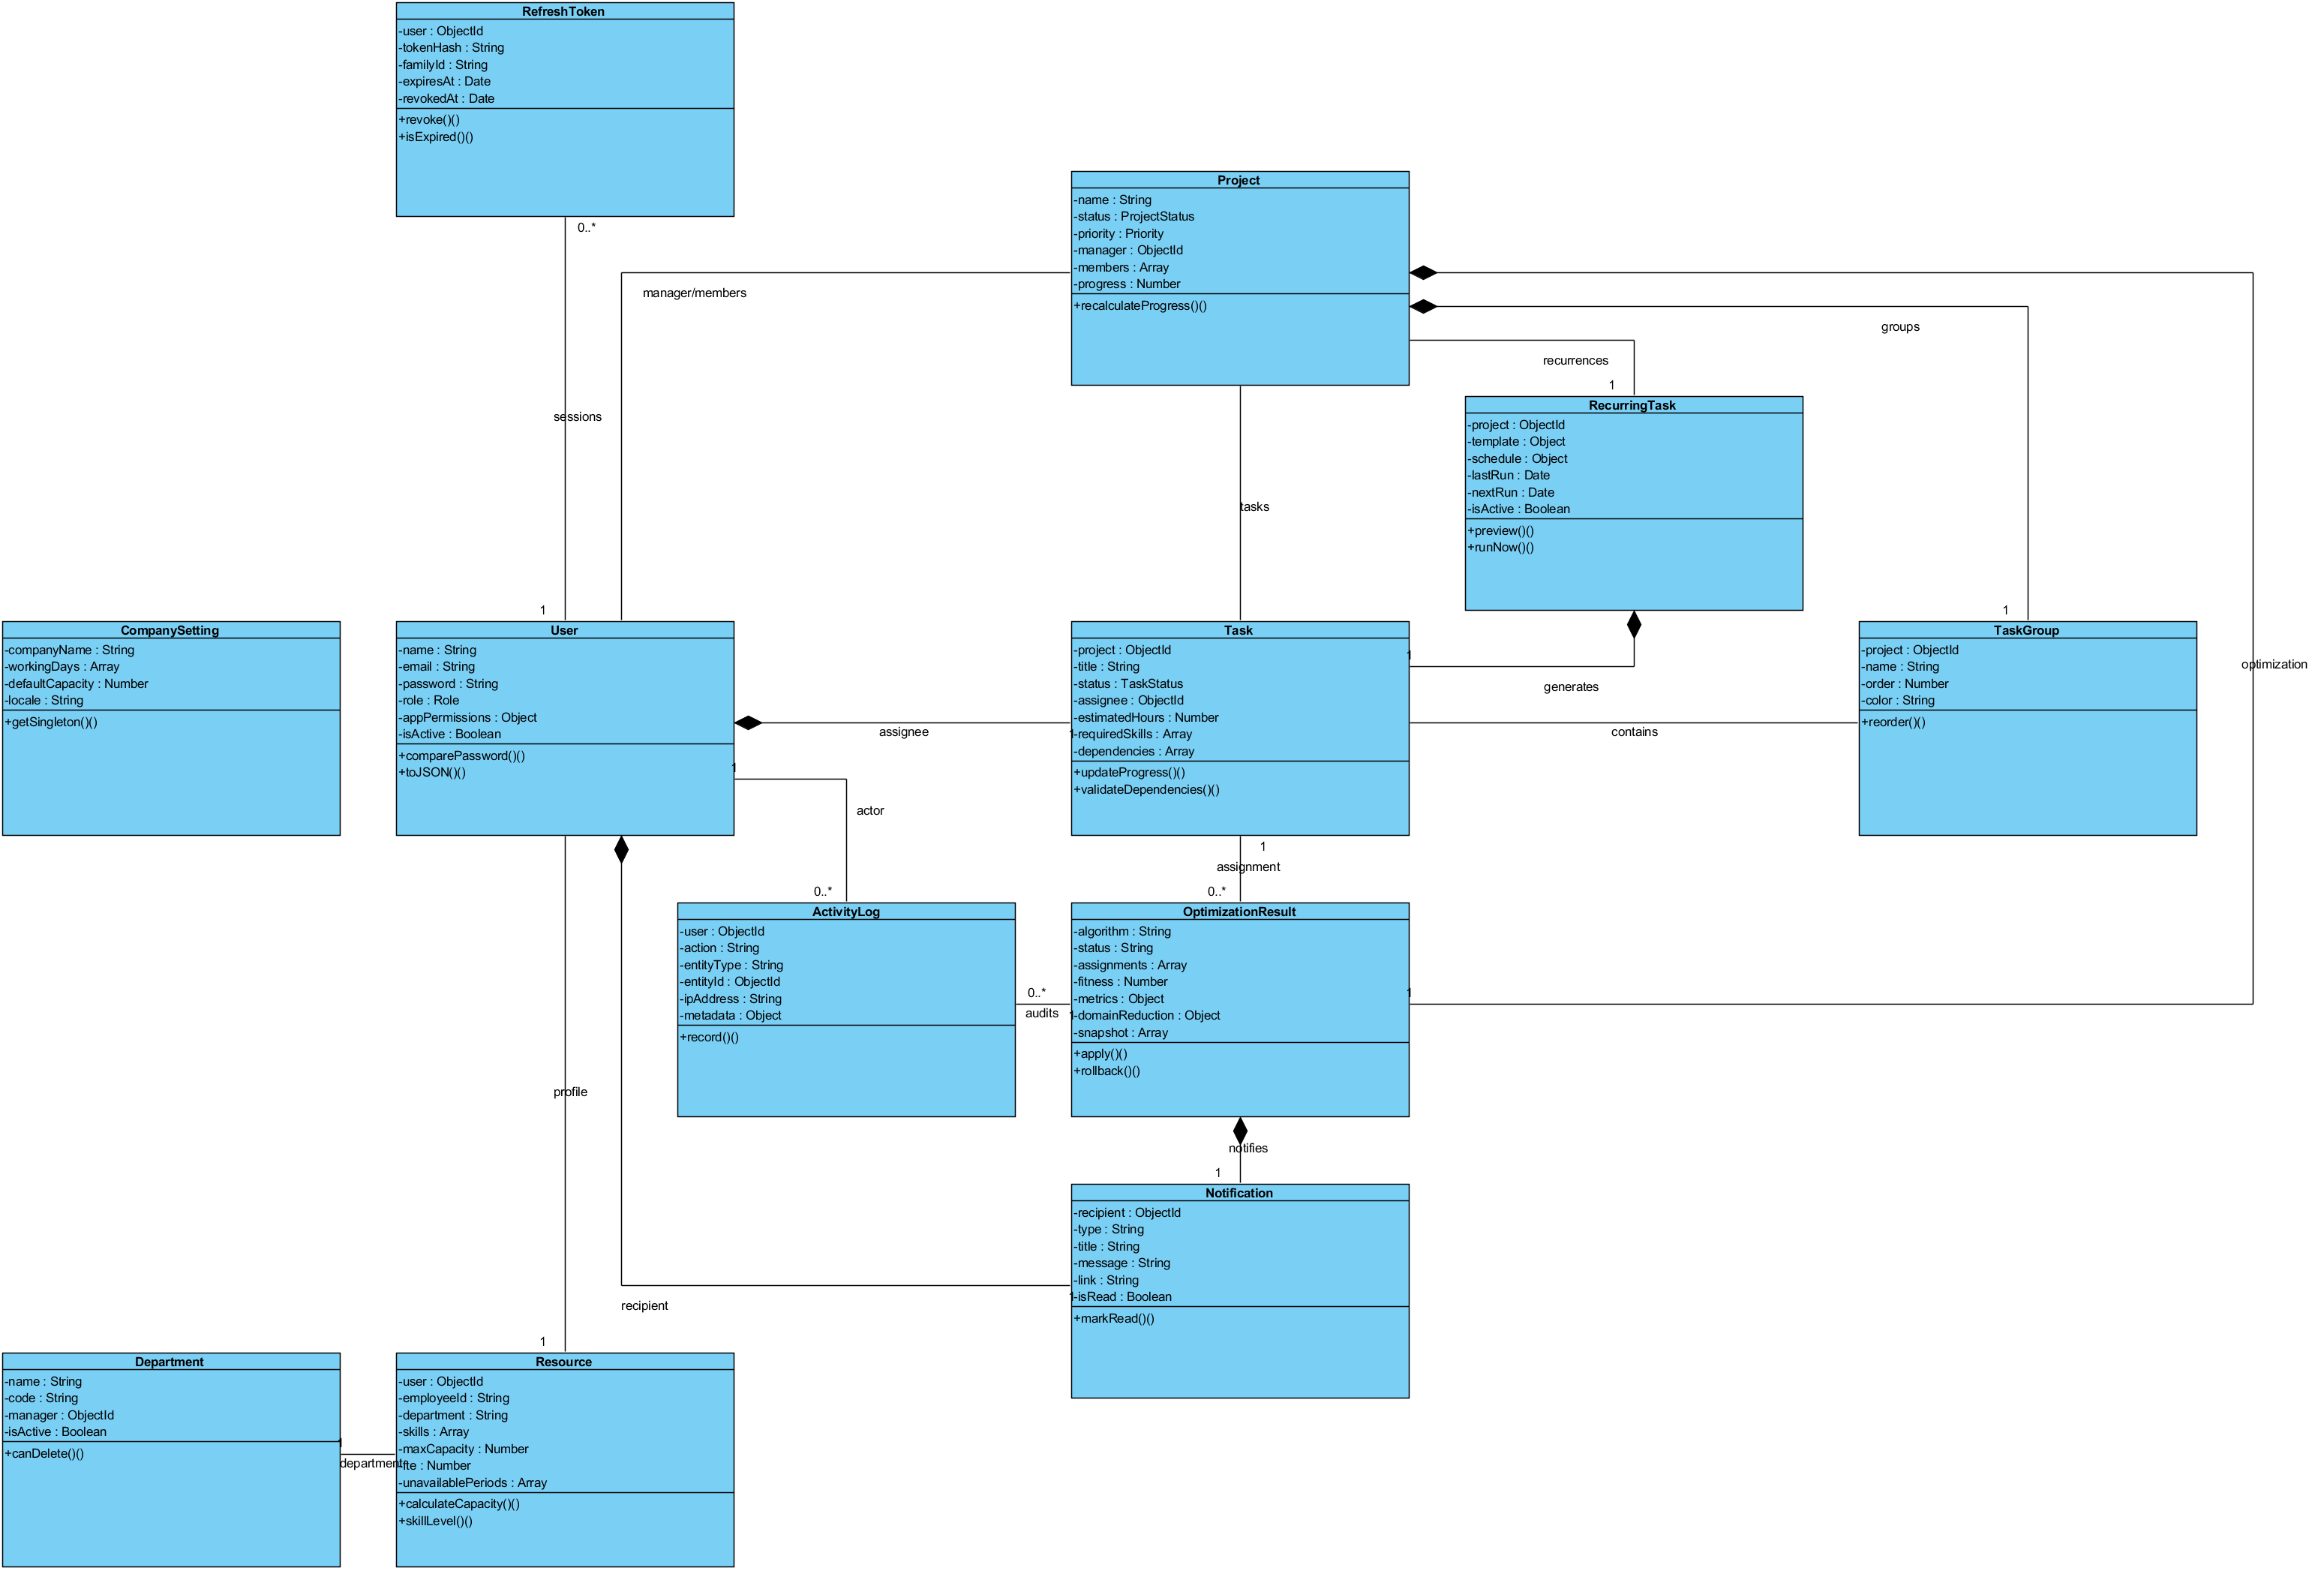 RefreshToken
-user : ObjectId
-tokenHash : String
-familyId : String
-expiresAt : Date
-revokedAt : Date
+revoke()()
+isExpired()()
0..*
sessions
1
manager/members
Project
-name : String
-status : ProjectStatus
-priority : Priority
-manager : ObjectId
-members : Array
-progress : Number
+recalculateProgress()()
groups
recurrences
1
RecurringTask
-project : ObjectId
-template : Object
-schedule : Object
-lastRun : Date
-nextRun : Date
-isActive : Boolean
+preview()()
+runNow()()
tasks
optimization
CompanySetting
-companyName : String
-workingDays : Array
-defaultCapacity : Number
-locale : String
+getSingleton()()
User
-name : String
-email : String
-password : String
-role : Role
-appPermissions : Object
-isActive : Boolean
+comparePassword()()
+toJSON()()
assignee
1
1
actor
0..*
Task
-project : ObjectId
-title : String
-status : TaskStatus
-assignee : ObjectId
-estimatedHours : Number
-requiredSkills : Array
-dependencies : Array
+updateProgress()()
+validateDependencies()()
1
generates
contains
1
TaskGroup
-project : ObjectId
-name : String
-order : Number
-color : String
+reorder()()
1
assignment
0..*
ActivityLog
-user : ObjectId
-action : String
-entityType : String
-entityId : ObjectId
-ipAddress : String
-metadata : Object
+record()()
0..*
audits
1
OptimizationResult
-algorithm : String
-status : String
-assignments : Array
-fitness : Number
-metrics : Object
-domainReduction : Object
-snapshot : Array
+apply()()
+rollback()()
1
notifies
1
profile
1
recipient
1
Notification
-recipient : ObjectId
-type : String
-title : String
-message : String
-link : String
-isRead : Boolean
+markRead()()
Department
-name : String
-code : String
-manager : ObjectId
-isActive : Boolean
+canDelete()()
1
departments
Resource
-user : ObjectId
-employeeId : String
-department : String
-skills : Array
-maxCapacity : Number
-fte : Number
-unavailablePeriods : Array
+calculateCapacity()()
+skillLevel()()